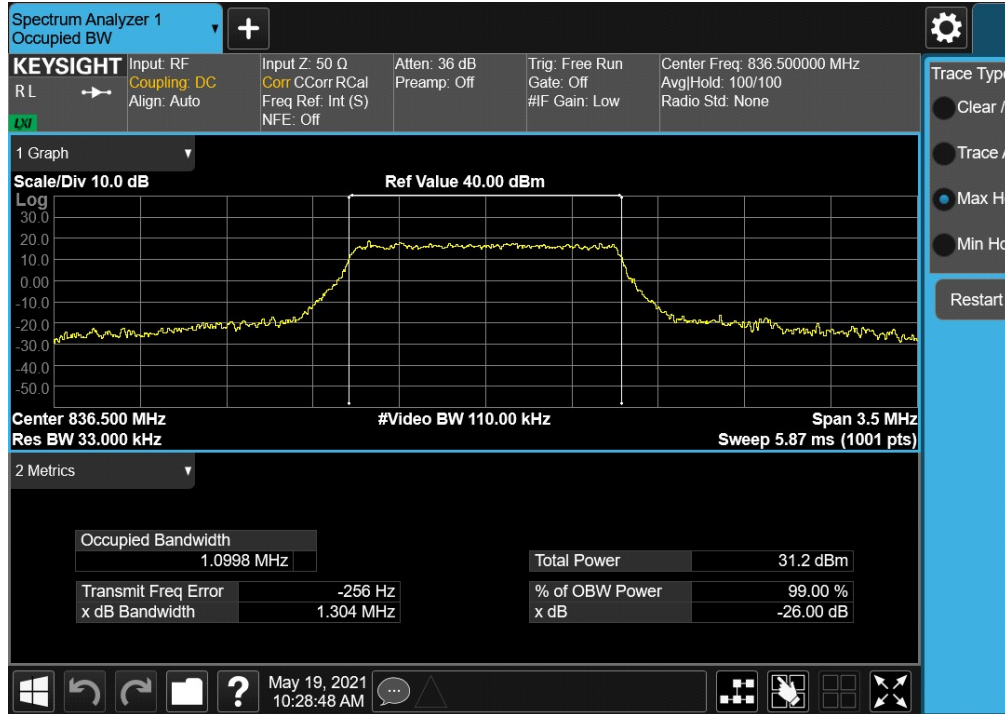 Spectrum Analyzer 1
Occupied BW
+
KEYSIGHT
RL
LXI
Input: RF
Coupling: DC
Align: Auto
Input Z: 50 Ω
Corr CCorr RCal
Freq Ref: Int (S)
NFE: Off
Atten: 36 dB
Preamp: Off
Trig: Free Run
Gate: Off
#IF Gain: Low
Center Freq: 836.500000 MHz
Avg|Hold: 100/100
Radio Std: None
Trace Type
Clear /
Trace A
Max H
Min Ho
Restart
1 Graph
Scale/Div 10.0 dB
Ref Value 40.00 dBm
Log
30.0
20.0
10.0
0.00
-10.0
-20.0
-30.0
-40.0
-50.0
Center 836.500 MHz
#Video BW 110.00 kHz
Span 3.5 MHz
Res BW 33.000 kHz
Sweep 5.87 ms (1001 pts)
2 Metrics
Occupied Bandwidth
1.0998 MHz
Total Power 31.2 dBm
Transmit Freq Error -256 Hz
% of OBW Power 99.00 %
x dB Bandwidth 1.304 MHz
x dB -26.00 dB
?
May 19, 2021
10:28:48 AM